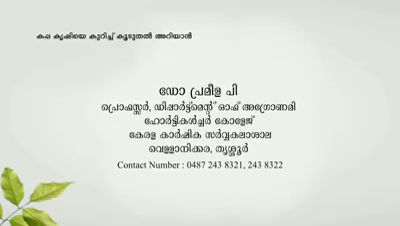 കപ്പ കൃഷിയെ കുറിച്ച് കൂടുതൽ അറിയാൻ
ഡോ പ്രമീള പി
പ്രൊഫസ്സർ, ഡിപ്പാർട്ട്മെന്റ് ഓഫ് അഗ്രോണമി
ഹോർട്ടികൾച്ചർ കോളേജ്
കേരള കാർഷിക സർവ്വകലാശാല
വെള്ളാനിക്കര, തൃശ്ശൂർ
Contact Number : 0487 243 8321, 243 8322